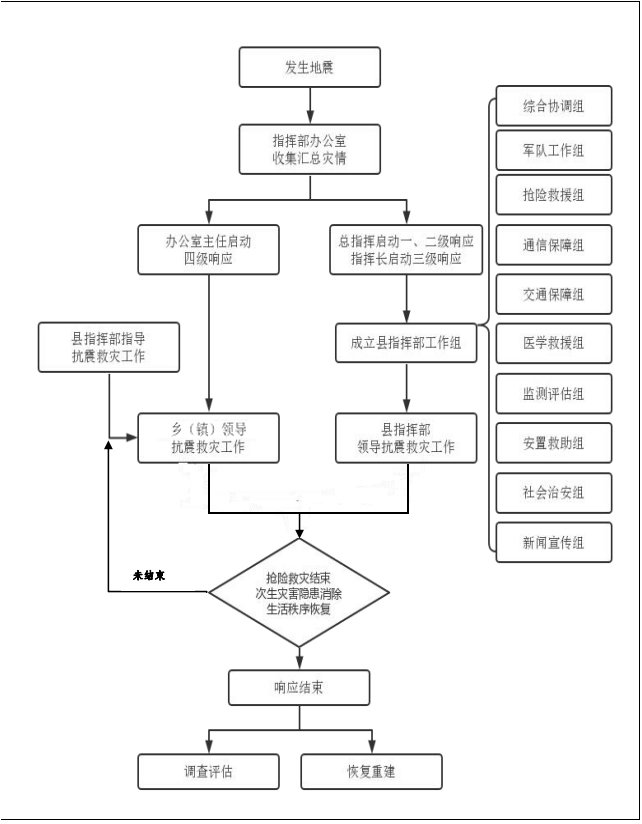 发生地震
指挥部办公室
收集汇总灾情
办公室主任启动
四级响应
总指挥启动一、二级响应
指挥长启动三级响应
县指挥部指导
抗震救灾工作
成立县指挥部工作组
乡（镇）领导
抗震救灾工作
县指挥部
领导抗震救灾工作
综合协调组
军队工作组
抢险救援组
通信保障组
交通保障组
医学救援组
监测评估组
安置救助组
社会治安组
新闻宣传组
未结束
抢险救灾结束
次生灾害隐患消除
生活秩序恢复
响应结束
调查评估
恢复重建